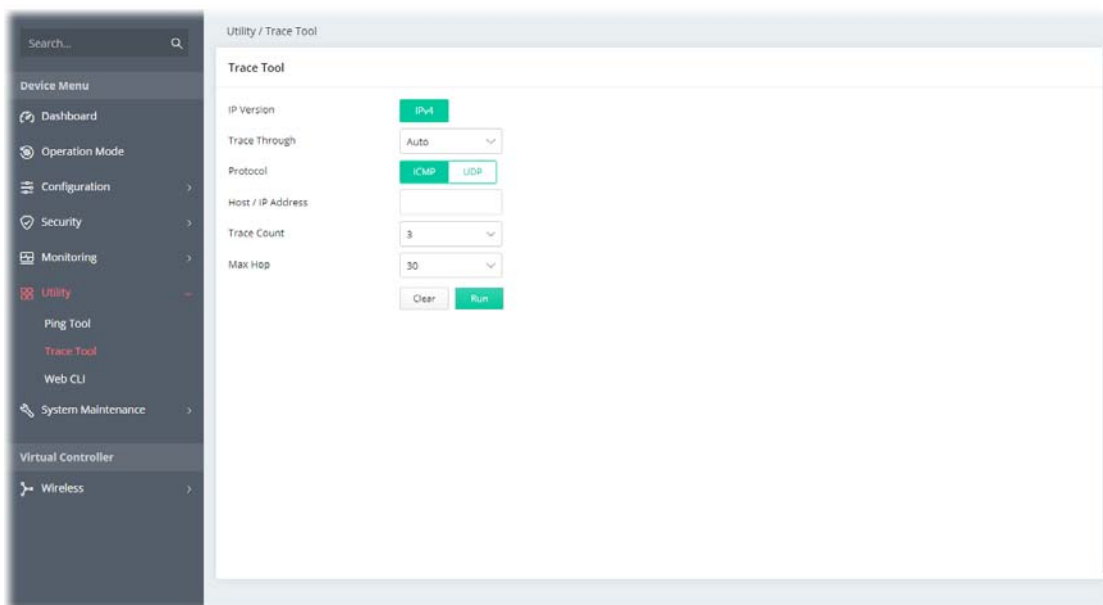 Search...
Device Menu
Dashboard
Operation Mode
Configuration
Security
Monitoring
Utility
Ping Tool
Trace Tool
Web CLI
System Maintenance
Virtual Controller
Wireless
Utility / Trace Tool
Trace Tool
IP Version IPv4
Trace Through Auto
Protocol ICMP UDP
Host / IP Address
Trace Count 3
Max Hop 30
Clear Run